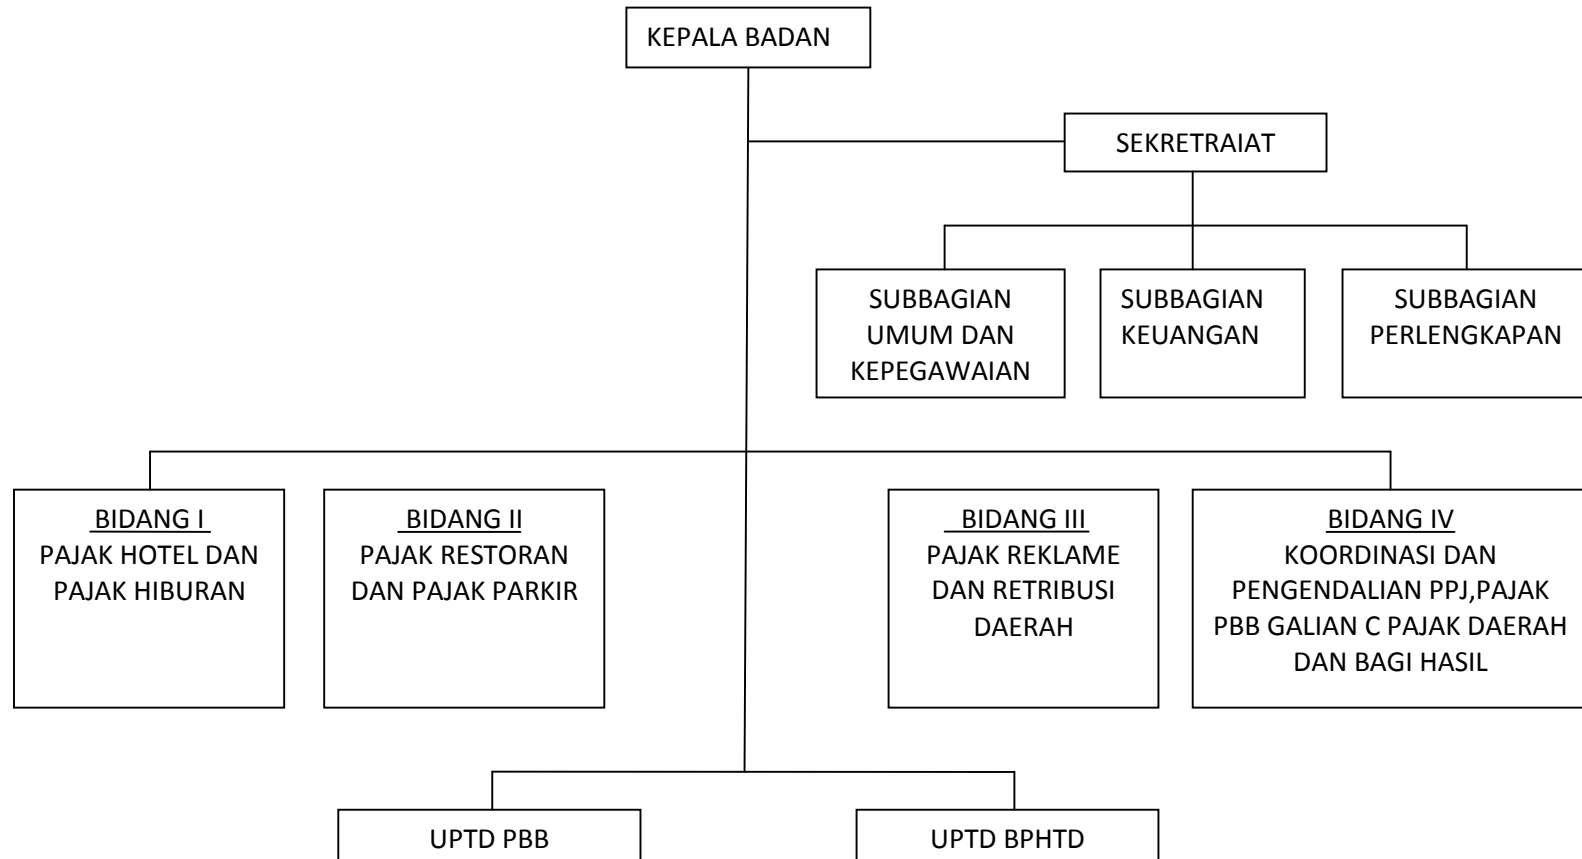 KEPALA BADAN
SEKRETRAIAT
SUBBAGIAN
UMUM DAN
KEPEGAWAIAN
SUBBAGIAN
KEUANGAN
SUBBAGIAN
PERLENGKAPAN
BIDANG I
PAJAK HOTEL DAN
PAJAK HIBURAN
BIDANG II
PAJAK RESTORAN
DAN PAJAK PARKIR
BIDANG III
PAJAK REKLAME
DAN RETRIBUSI
DAERAH
BIDANG IV
KOORDINASI DAN
PENGENDALIAN PPJ,PAJAK
PBB GALIAN C PAJAK DAERAH
DAN BAGI HASIL
UPTD PBB
UPTD BPHTD